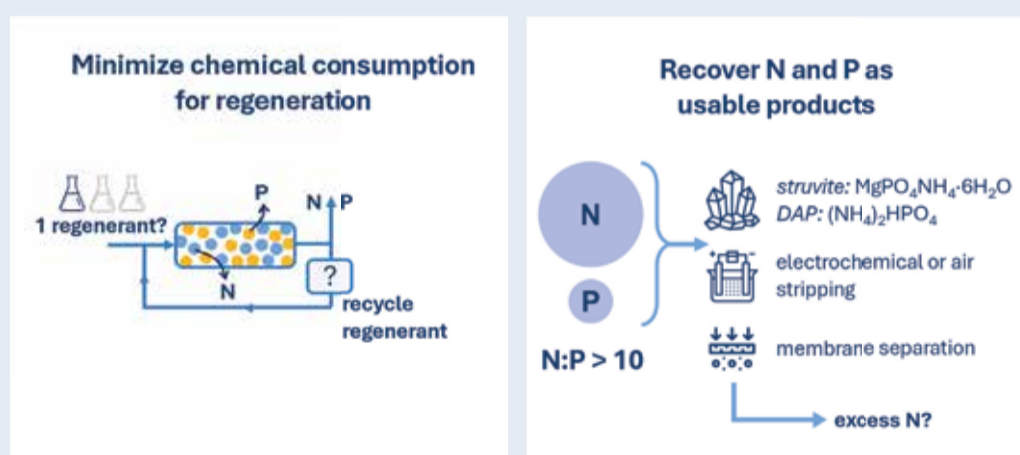 Minimize chemical consumption
for regeneration
P
N P
1 regenerant?
?
N
recycle
regenerant
Recover N and P as
usable products
N
P
N:P > 10
struvite: MgPO₄NH₄·6H₂O
DAP: (NH₄)₂HPO₄
electrochemical or air
stripping
membrane separation
excess N?